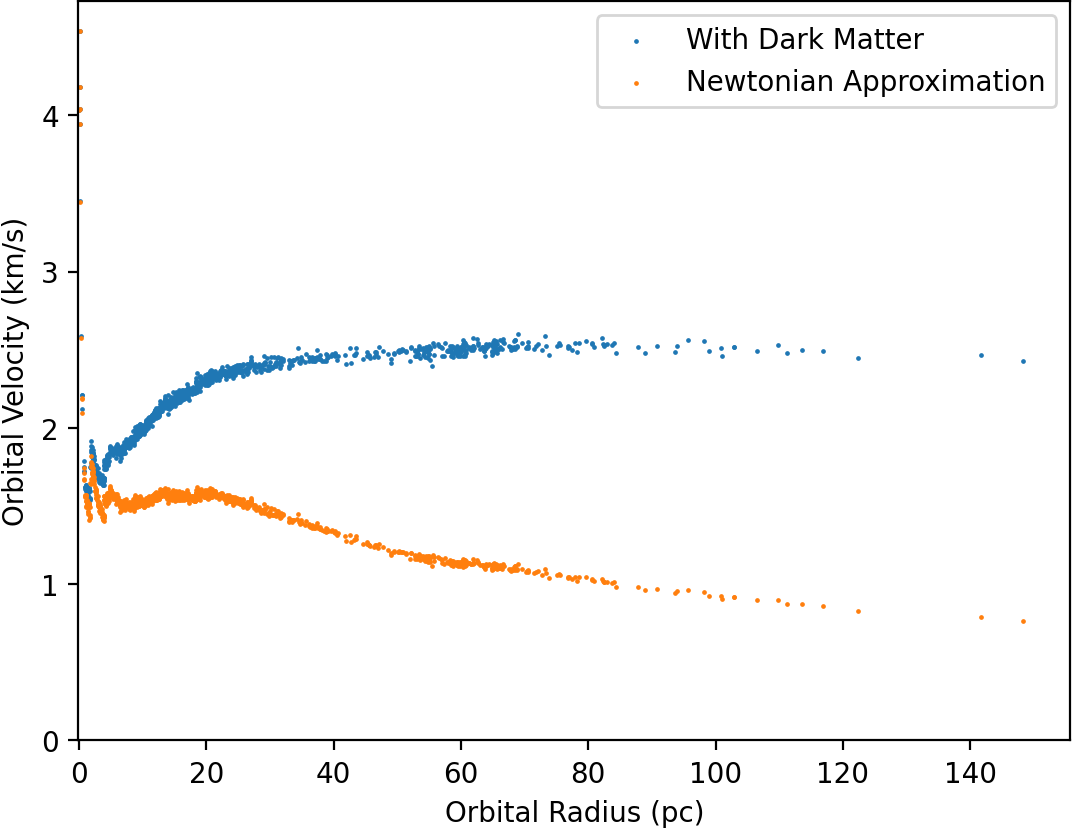 With Dark Matter
Newtonian Approximation
4
3
2
1
0
0 20 40 60 80 100 120 140
Orbital Velocity (km/s)
Orbital Radius (pc)